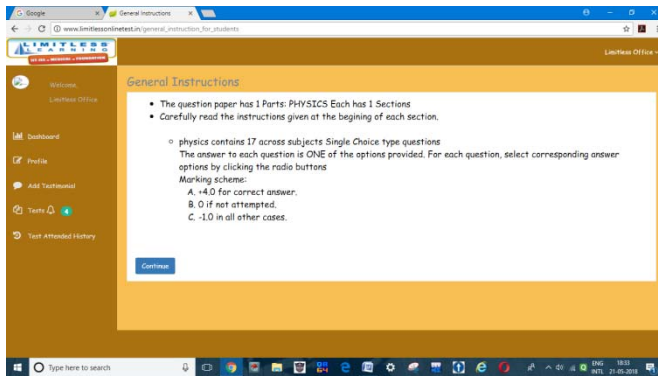 Google
General Instructions
www.limitlessonlinetest.in/general_instruction_for_students
LIMITLESS
LEARNING
IIT-JEE • MEDICAL • FOUNDATION
Limitless Office
Welcome,
Limitless Office
Dashboard
Profile
Add Testimonial
Tests 4
Test Attended History
General Instructions
The question paper has 1 Parts: PHYSICS Each has 1 Sections
Carefully read the instructions given at the begining of each section.
physics contains 17 across subjects Single Choice type questions
The answer to each question is ONE of the options provided. For each question, select corresponding answer
options by clicking the radio buttons
Marking scheme:
A. +4.0 for correct answer.
B. 0 if not attempted.
C. -1.0 in all other cases.
Continue
Type here to search
ENG 18:33
INTL 21-05-2018